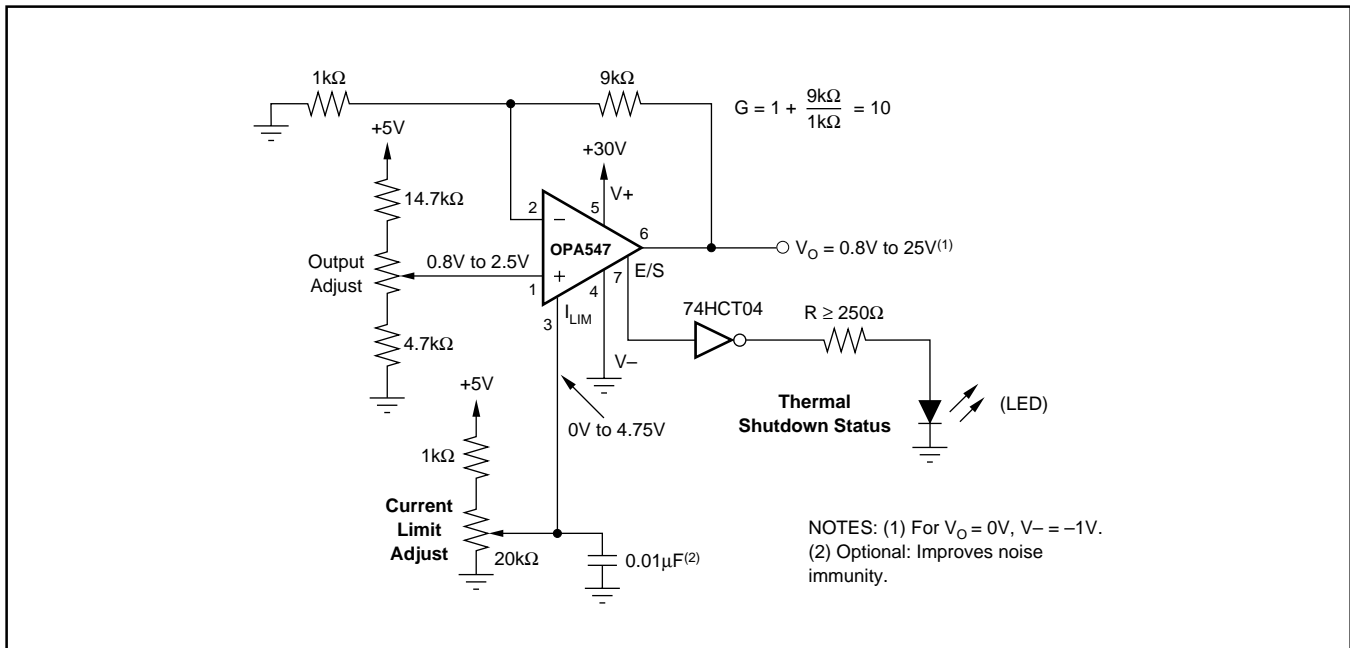 1kΩ
9kΩ
G = 1 + 9kΩ/1kΩ = 10
+5V
+30V
14.7kΩ
V+
2
5
6
–
OPA547
VO = 0.8V to 25V(1)
Output
Adjust
0.8V to 2.5V
+
E/S
7
1
4
74HCT04
R ≥ 250Ω
ILIM
3
4.7kΩ
V–
+5V
Thermal
Shutdown Status
(LED)
0V to 4.75V
1kΩ
Current
Limit
Adjust
20kΩ
0.01µF(2)
NOTES: (1) For VO = 0V, V– = –1V.
(2) Optional: Improves noise
immunity.